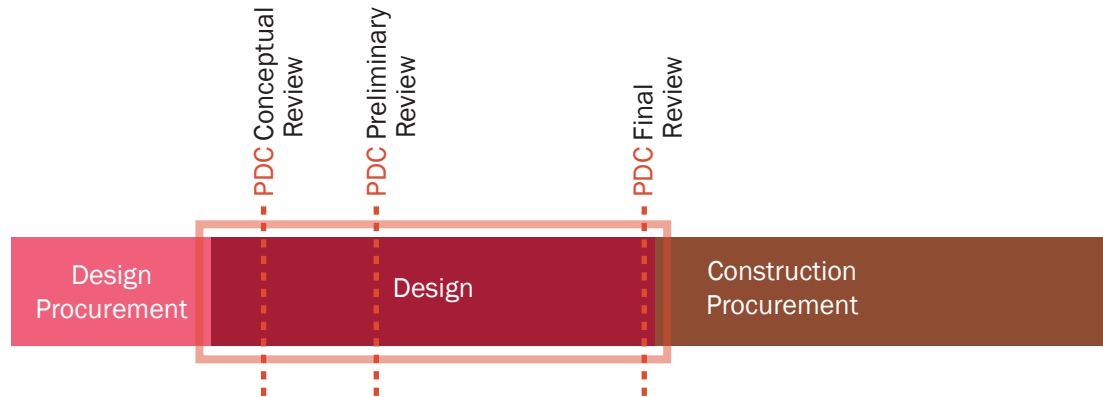 PDC Conceptual
Review
PDC Preliminary
Review
PDC Final
Review
Design
Procurement
Design
Construction
Procurement